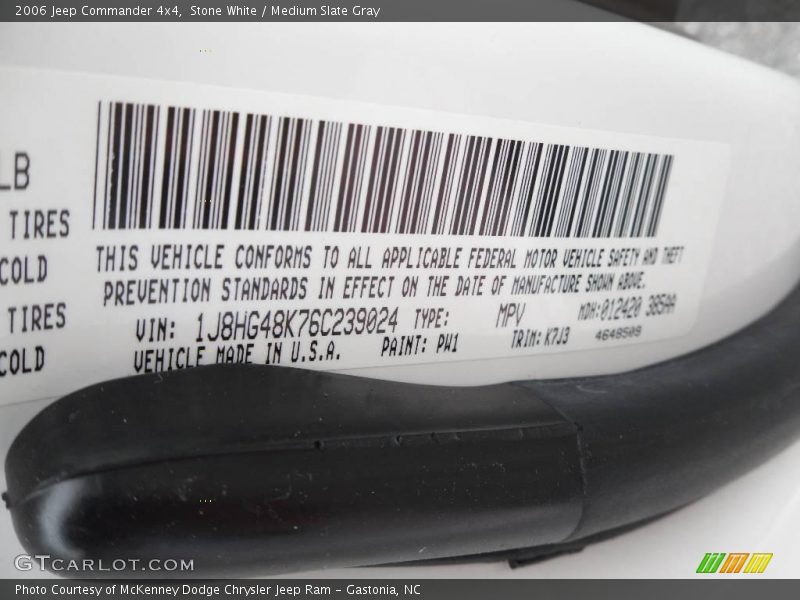 2006 Jeep Commander 4x4, Stone White / Medium Slate Gray
LB
TIRES
COLD
TIRES
COLD
THIS VEHICLE CONFORMS TO ALL APPLICABLE FEDERAL MOTOR VEHICLE SAFETY AND THEFT
PREVENTION STANDARDS IN EFFECT ON THE DATE OF MANUFACTURE SHOWN ABOVE.
VIN: 1J8HG48K76C239024 TYPE: MPV MDH: 012420 385AA
VEHICLE MADE IN U.S.A. PAINT: PW1 TRIM: K7J3 4648509
GTCARLOT.COM
Photo Courtesy of McKenney Dodge Chrysler Jeep Ram – Gastonia, NC